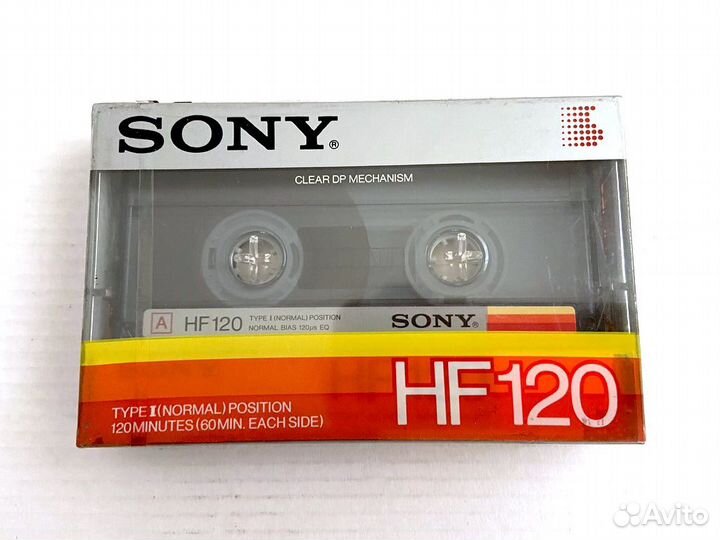 SONY®
CLEAR DP MECHANISM
A HF120 TYPE I (NORMAL) POSITION
NORMAL BIAS 120µs EQ
SONY®
HF120
TYPE I (NORMAL) POSITION
120 MINUTES (60 MIN. EACH SIDE)
Avito